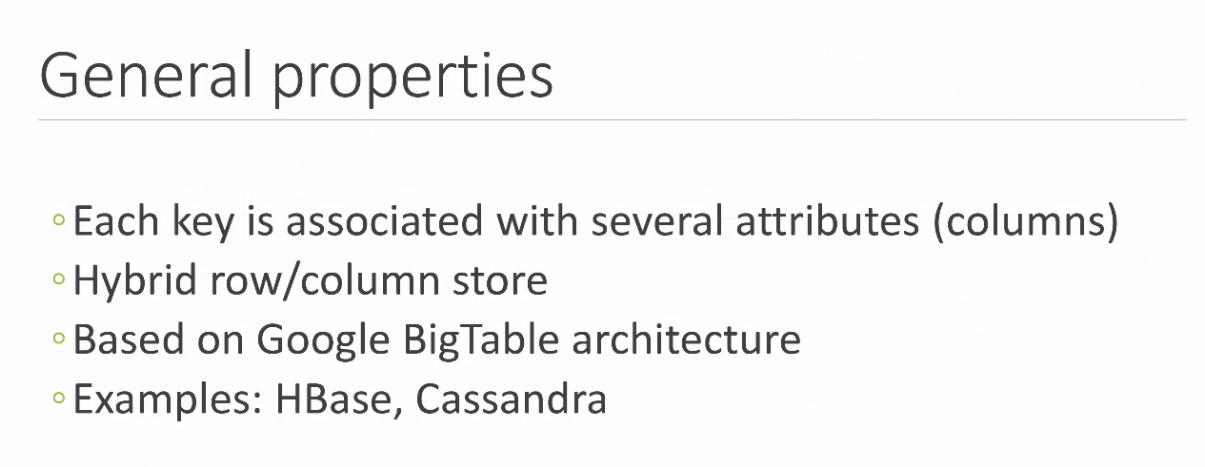 General properties
◦ Each key is associated with several attributes (columns)
◦ Hybrid row/column store
◦ Based on Google BigTable architecture
◦ Examples: HBase, Cassandra